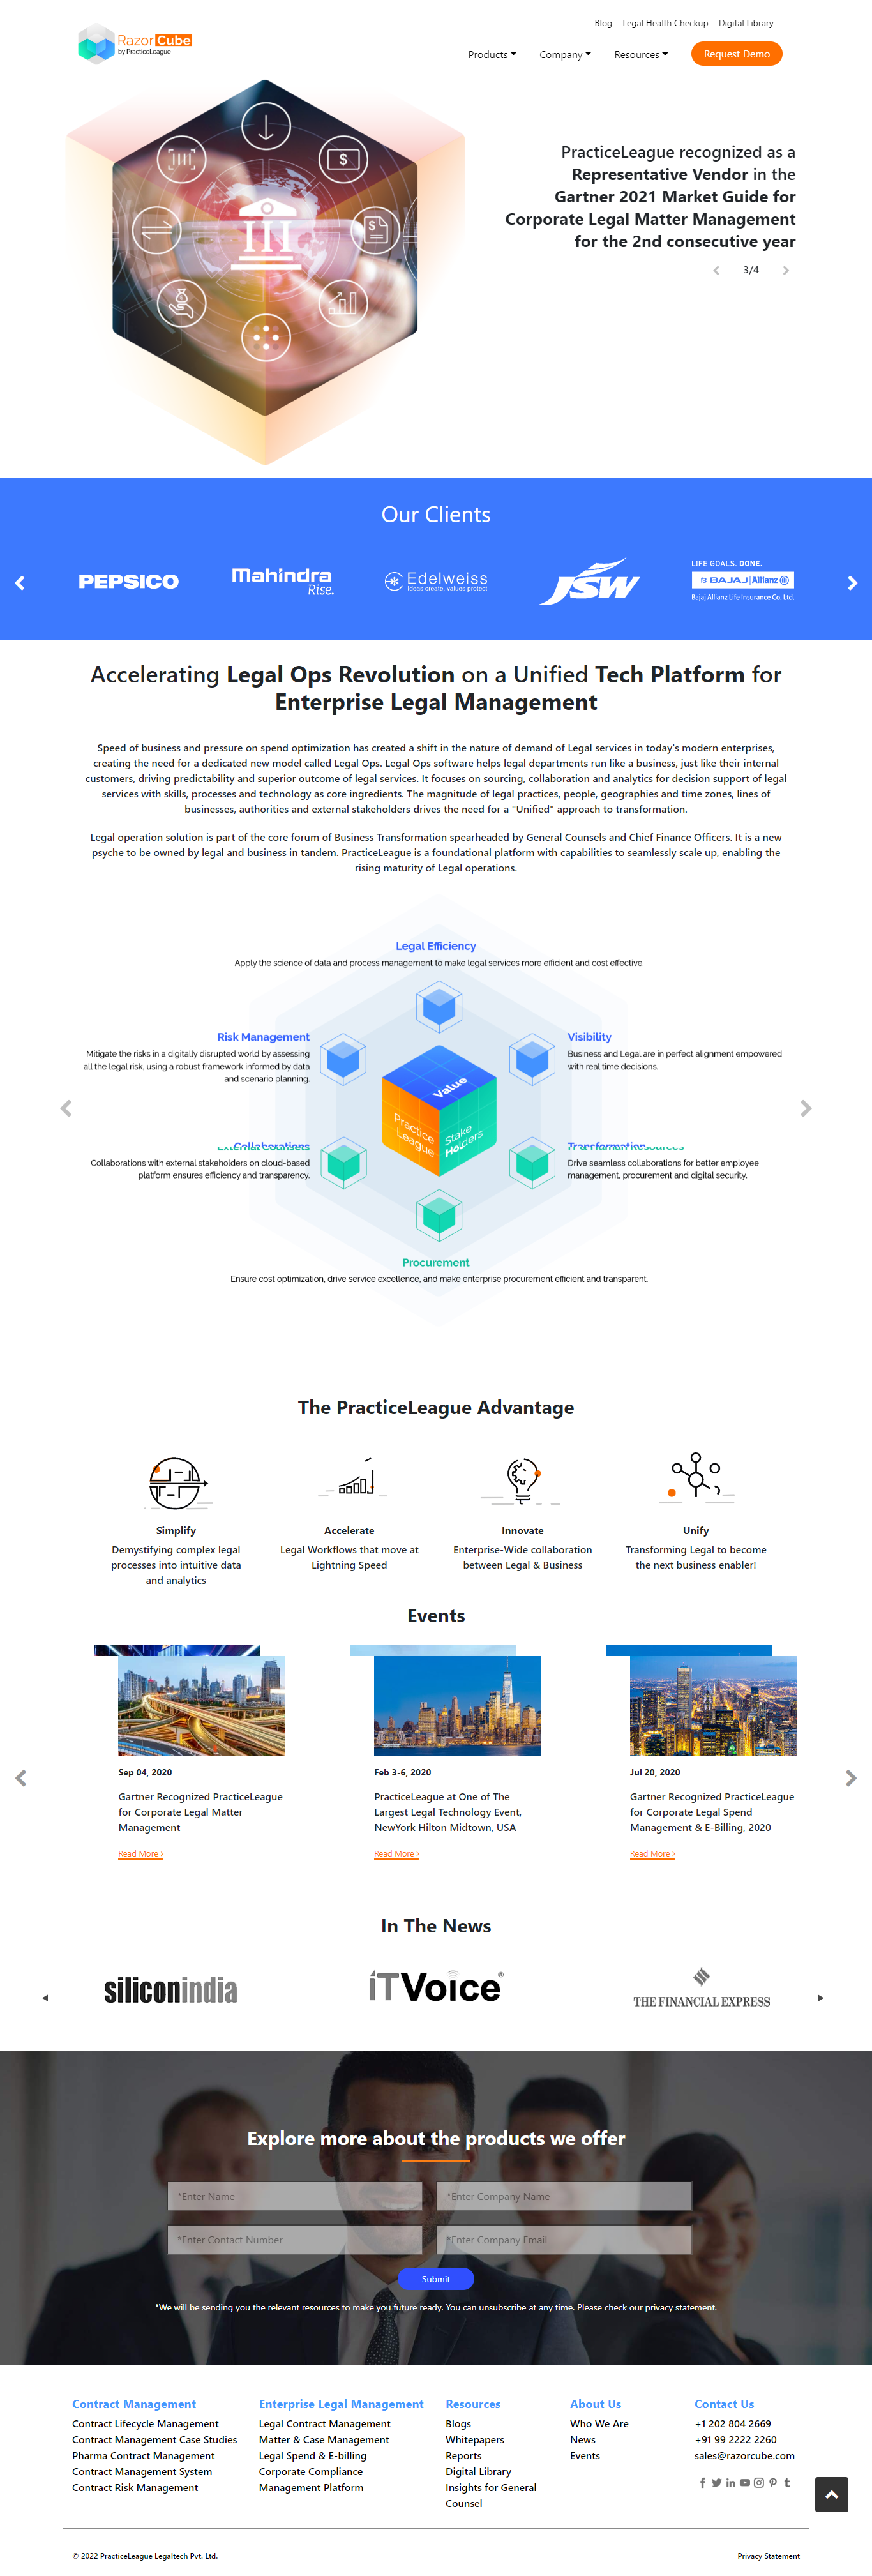 Blog Legal Health Checkup Digital Library
RazorCube
by PracticeLeague
Products Company Resources Request Demo
PracticeLeague recognized as a
Representative Vendor in the
Gartner 2021 Market Guide for
Corporate Legal Matter Management
for the 2nd consecutive year
3/4
Our Clients
PEPSICO
Mahindra
Rise.
Edelweiss
Ideas create, values protect
JSW
LIFE GOALS. DONE.
BAJAJ Allianz
Bajaj Allianz Life Insurance Co. Ltd.
Accelerating Legal Ops Revolution on a Unified Tech Platform for
Enterprise Legal Management
Speed of business and pressure on spend optimization has created a shift in the nature of demand of Legal services in today's modern enterprises,
creating the need for a dedicated new model called Legal Ops. Legal Ops software helps legal departments run like a business, just like their internal
customers, driving predictability and superior outcome of legal services. It focuses on sourcing, collaboration and analytics for decision support of legal
services with skills, processes and technology as core ingredients. The magnitude of legal practices, people, geographies and time zones, lines of
businesses, authorities and external stakeholders drives the need for a "Unified" approach to transformation.
Legal operation solution is part of the core forum of Business Transformation spearheaded by General Counsels and Chief Finance Officers. It is a new
psyche to be owned by legal and business in tandem. PracticeLeague is a foundational platform with capabilities to seamlessly scale up, enabling the
rising maturity of Legal operations.
Legal Efficiency
Apply the science of data and process management to make legal services more efficient and cost effective.
Risk Management
Mitigate the risks in a digitally disrupted world by assessing
all the legal risk, using a robust framework informed by data
and scenario planning.
Visibility
Business and Legal are in perfect alignment empowered
with real time decisions.
Value
Practice
League
Stake
Holders
Collaborations with external stakeholders on cloud-based
platform ensures efficiency and transparency.
Drive seamless collaborations for better employee
management, procurement and digital security.
Procurement
Ensure cost optimization, drive service excellence, and make enterprise procurement efficient and transparent.
The PracticeLeague Advantage
Simplify
Demystifying complex legal
processes into intuitive data
and analytics
Accelerate
Legal Workflows that move at
Lightning Speed
Innovate
Enterprise-Wide collaboration
between Legal & Business
Unify
Transforming Legal to become
the next business enabler!
Events
Sep 04, 2020
Gartner Recognized PracticeLeague
for Corporate Legal Matter
Management
Read More >
Feb 3-6, 2020
PracticeLeague at One of The
Largest Legal Technology Event,
NewYork Hilton Midtown, USA
Read More >
Jul 20, 2020
Gartner Recognized PracticeLeague
for Corporate Legal Spend
Management & E-Billing, 2020
Read More >
In The News
siliconindia
iTVoice®
THE FINANCIAL EXPRESS
Explore more about the products we offer
*Enter Name
*Enter Company Name
*Enter Contact Number
*Enter Company Email
Submit
*We will be sending you the relevant resources to make you future ready. You can unsubscribe at any time. Please check our privacy statement.
Contract Management
Contract Lifecycle Management
Contract Management Case Studies
Pharma Contract Management
Contract Management System
Contract Risk Management
Enterprise Legal Management
Legal Contract Management
Matter & Case Management
Legal Spend & E-billing
Corporate Compliance
Management Platform
Resources
Blogs
Whitepapers
Reports
Digital Library
Insights for General
Counsel
About Us
Who We Are
News
Events
Contact Us
+1 202 804 2669
+91 99 2222 2260
sales@razorcube.com
© 2022 PracticeLeague Legaltech Pvt. Ltd.
Privacy Statement